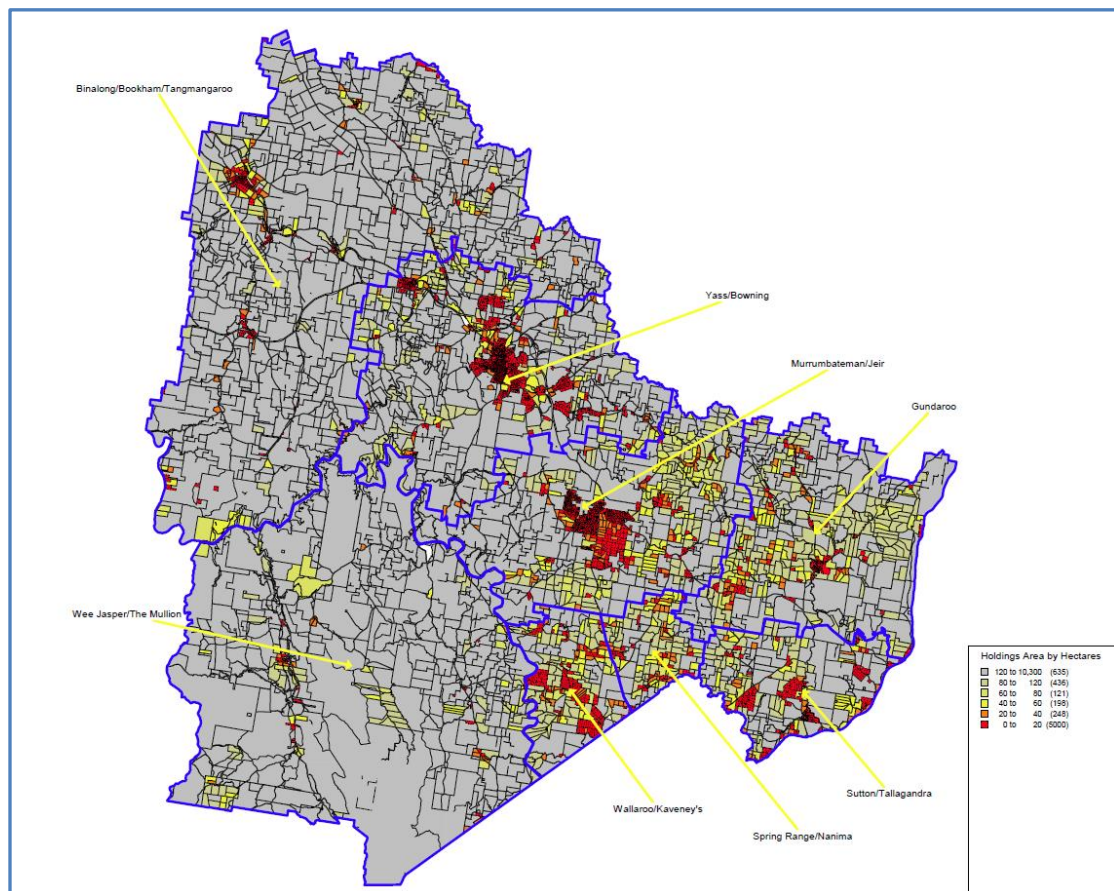 Binalong/Bookham/Tangmangaroo
Yass/Bowning
Murrumbateman/Jeir
Gundaroo
Wee Jasper/The Mullion
Wallaroo/Kaveney's
Spring Range/Nanima
Sutton/Tallagandra
Holdings Area by Hectares
120 to 10,300 (635)
80 to 120 (436)
60 to 80 (121)
40 to 60 (198)
20 to 40 (248)
0 to 20 (5000)